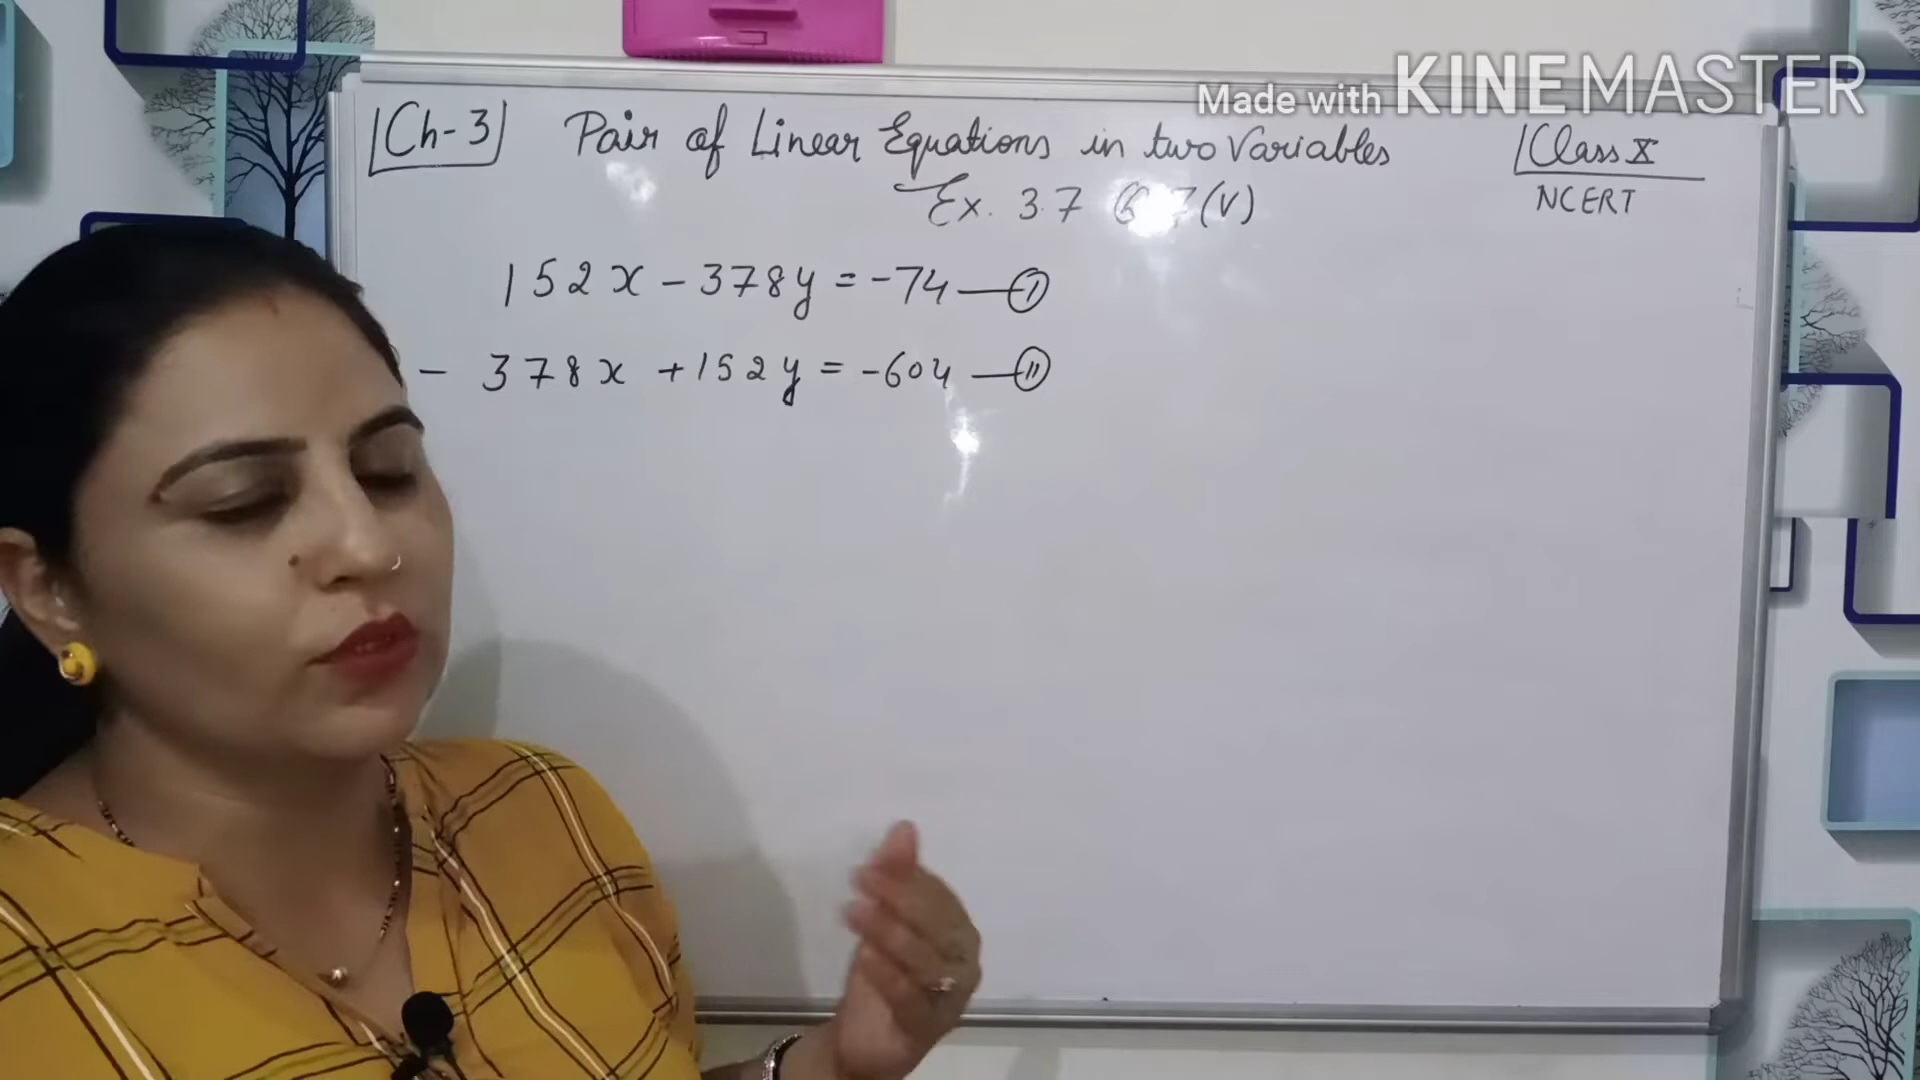 Made with KINEMASTER
Ch-3 Pair of Linear Equations in two Variables Class X
Ex. 3.7 7(V) NCERT
152x - 378y = -74 — (I)
- 378x + 152y = -604 — (II)